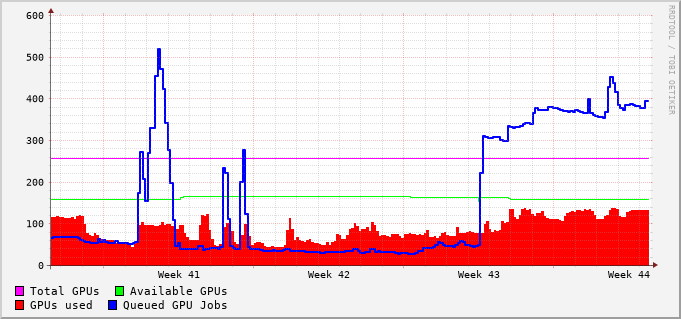 600
500
400
300
200
100
0
Week 41 Week 42 Week 43 Week 44
Total GPUs Available GPUs
GPUs used Queued GPU Jobs
RRDTOOL / TOBI OETIKER